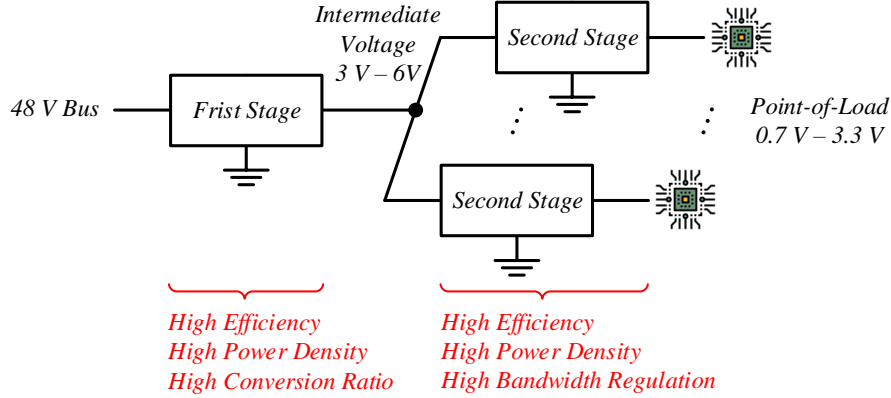 48 V Bus
Frist Stage
Intermediate
Voltage
3 V – 6V
Second Stage
Second Stage
Point-of-Load
0.7 V – 3.3 V
High Efficiency
High Power Density
High Conversion Ratio
High Efficiency
High Power Density
High Bandwidth Regulation